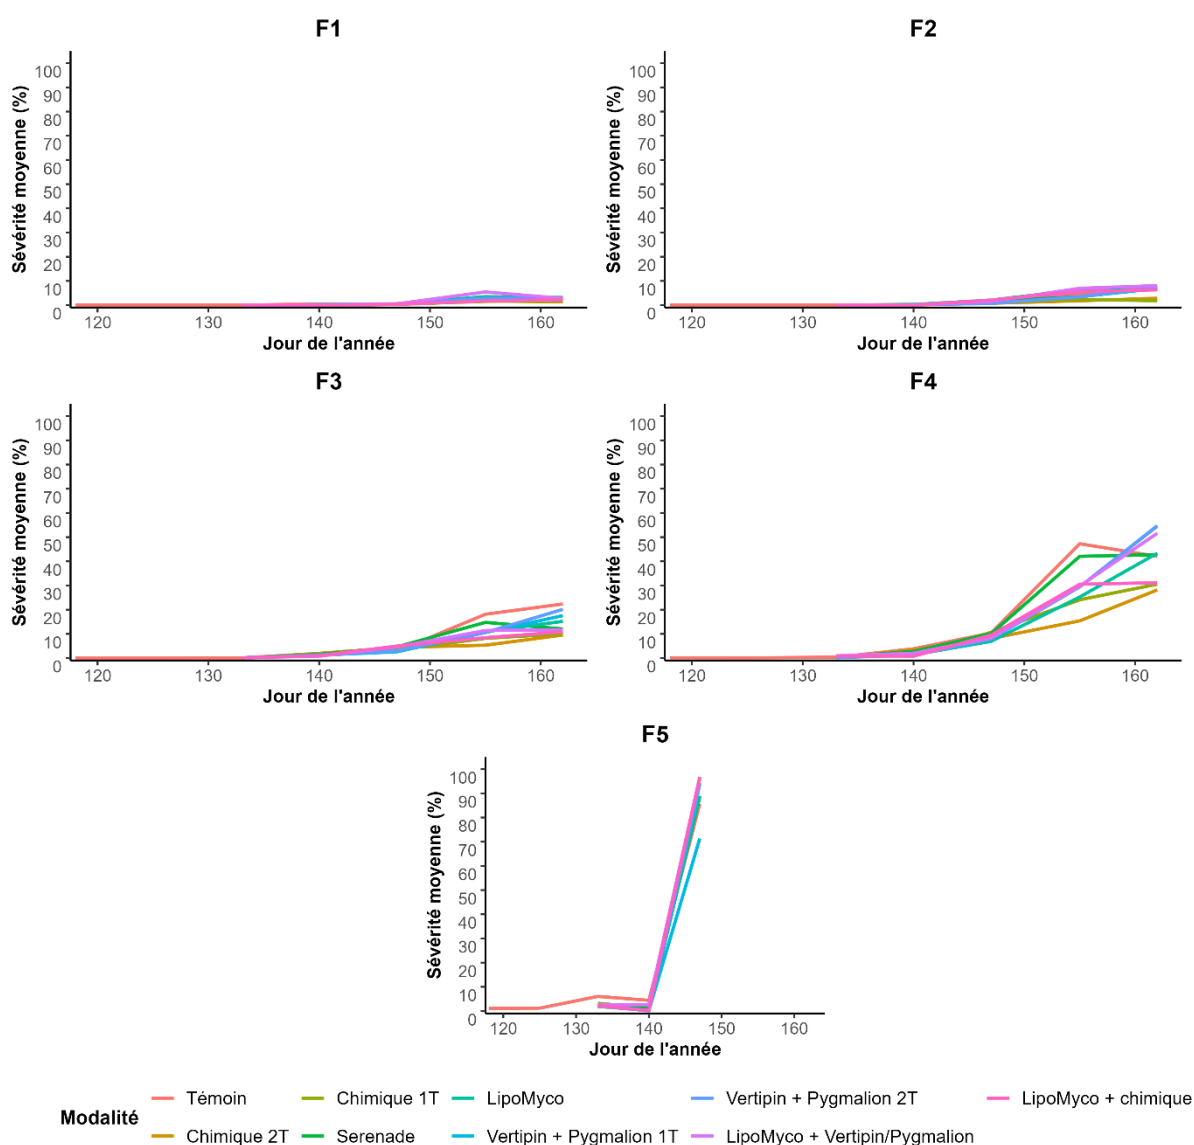 F1
F2
Sévérité moyenne (%)
100
90
80
70
60
50
40
30
20
10
0
120 130 140 150 160
Jour de l'année
Sévérité moyenne (%)
100
90
80
70
60
50
40
30
20
10
0
120 130 140 150 160
Jour de l'année
F3
F4
Sévérité moyenne (%)
100
90
80
70
60
50
40
30
20
10
0
120 130 140 150 160
Jour de l'année
Sévérité moyenne (%)
100
90
80
70
60
50
40
30
20
10
0
120 130 140 150 160
Jour de l'année
F5
Sévérité moyenne (%)
100
90
80
70
60
50
40
30
20
10
0
120 130 140 150 160
Jour de l'année
Modalité
Témoin
Chimique 2T
Chimique 1T
Serenade
LipoMyco
Vertipin + Pygmalion 1T
Vertipin + Pygmalion 2T
LipoMyco + Vertipin/Pygmalion
LipoMyco + chimique